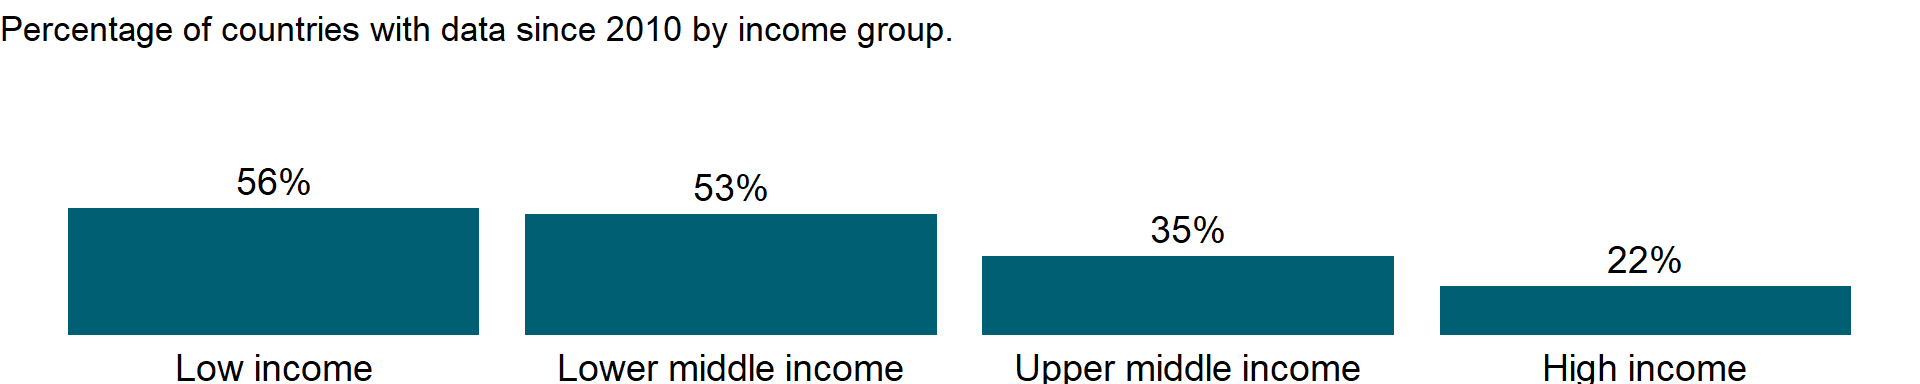 Percentage of countries with data since 2010 by income group.
56%
53%
35%
22%
Low income
Lower middle income
Upper middle income
High income